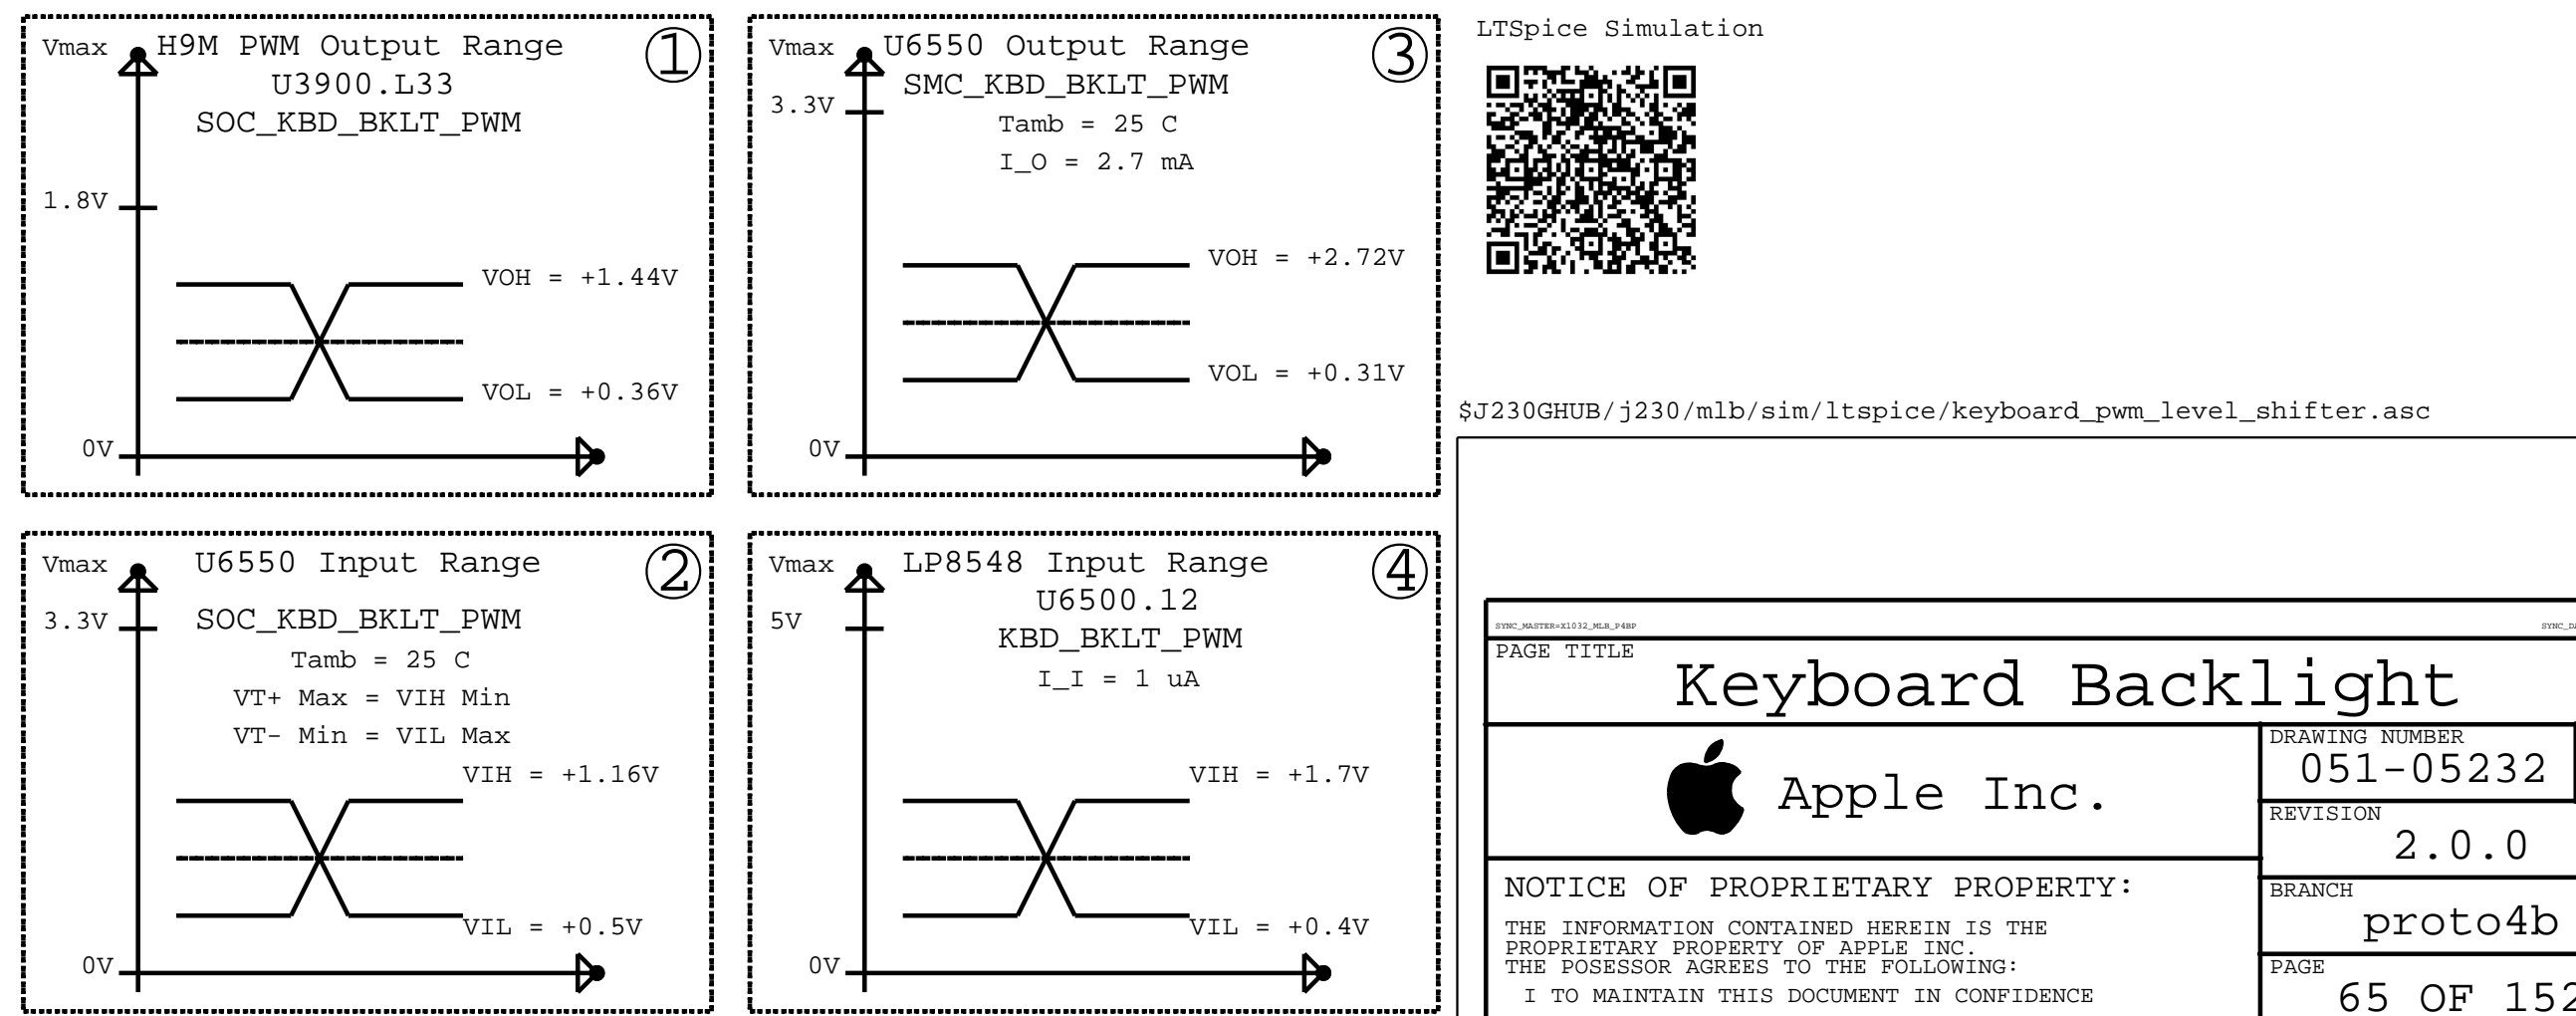 Vmax
H9M PWM Output Range
①
U3900.L33
SOC_KBD_BKLT_PWM
1.8V
VOH = +1.44V
VOL = +0.36V
0V
Vmax
U6550 Output Range
③
SMC_KBD_BKLT_PWM
3.3V
Tamb = 25 C
I_O = 2.7 mA
VOH = +2.72V
VOL = +0.31V
0V
LTSpice Simulation
$J230GHUB/j230/mlb/sim/ltspice/keyboard_pwm_level_shifter.asc
Vmax
U6550 Input Range
②
3.3V
SOC_KBD_BKLT_PWM
Tamb = 25 C
VT+ Max = VIH Min
VT- Min = VIL Max
VIH = +1.16V
VIL = +0.5V
0V
Vmax
LP8548 Input Range
④
U6500.12
5V
KBD_BKLT_PWM
I_I = 1 uA
VIH = +1.7V
VIL = +0.4V
0V
SYNC_MASTER=X1032_MLB_P4BP
PAGE TITLE
Keyboard Backlight
Apple Inc.
DRAWING NUMBER
051-05232
REVISION
2.0.0
BRANCH
proto4b
PAGE
65 OF 152
NOTICE OF PROPRIETARY PROPERTY:
THE INFORMATION CONTAINED HEREIN IS THE
PROPRIETARY PROPERTY OF APPLE INC.
THE POSESSOR AGREES TO THE FOLLOWING:
I TO MAINTAIN THIS DOCUMENT IN CONFIDENCE